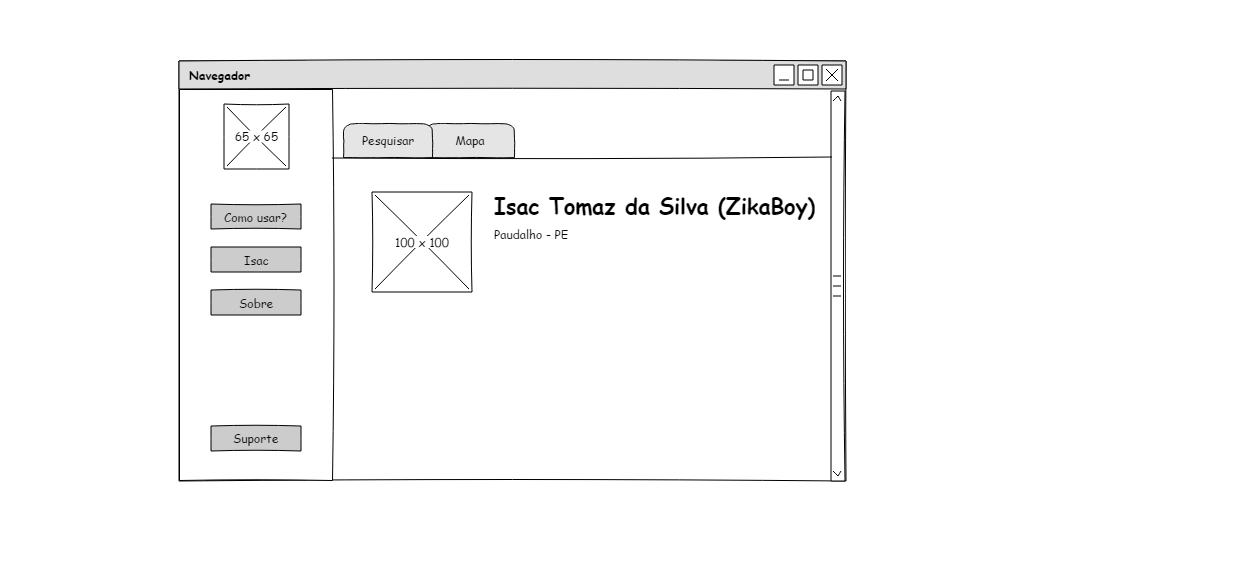 Navegador
65 x 65
Como usar?
Isac
Sobre
Suporte
Pesquisar
Mapa
100 x 100
Isac Tomaz da Silva (ZikaBoy)
Paudalho - PE